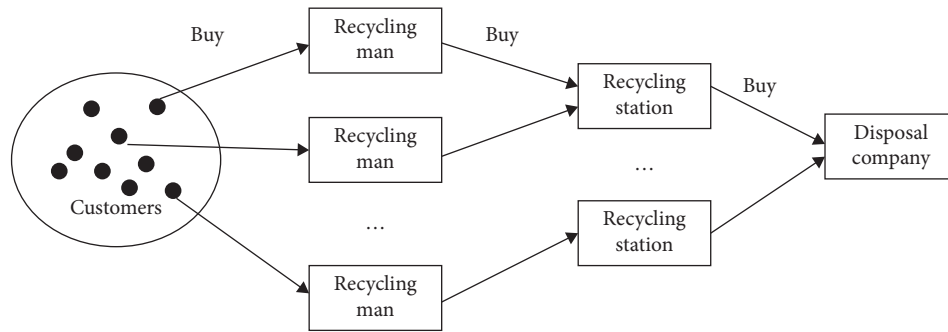 Buy
Recycling
man
Buy
Recycling
station
Buy
Recycling
man
Disposal
company
...
Customers
...
Recycling
station
Recycling
man